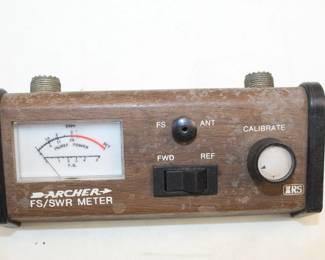 FS ANT
CALIBRATE
FWD REF
ARCHER
FS/SWR METER
RS